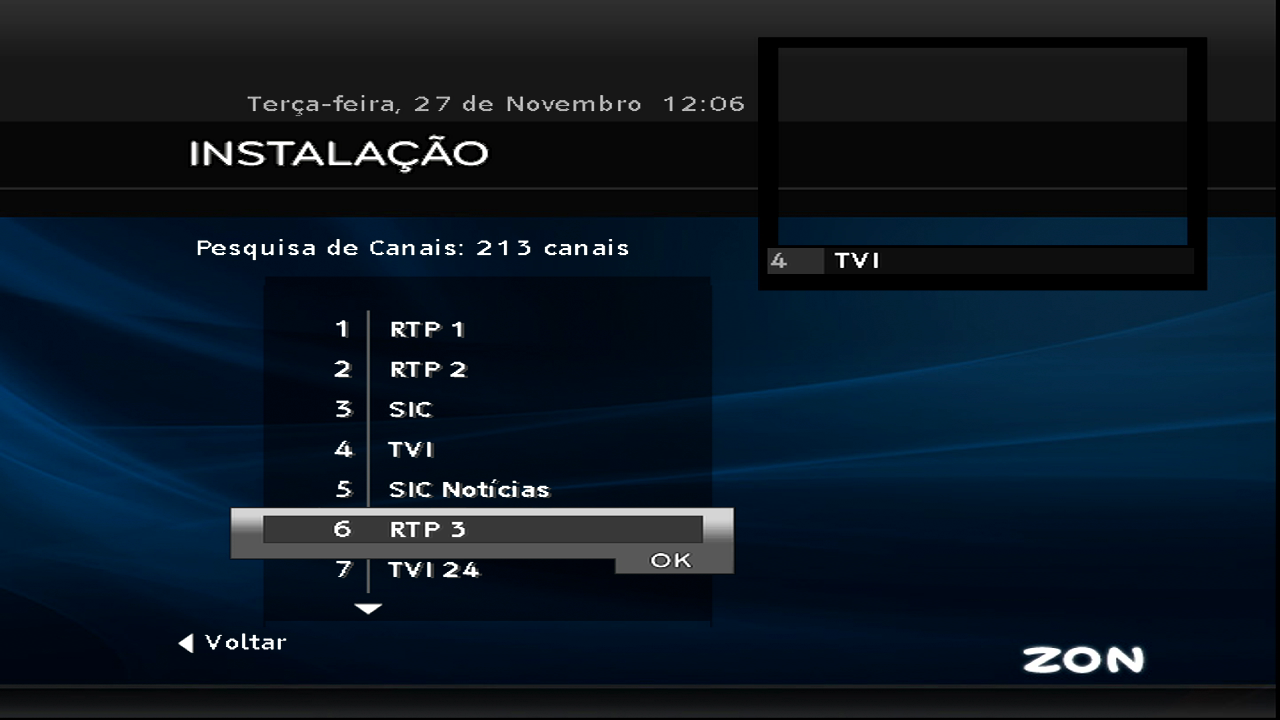 Terça-feira, 27 de Novembro 12:06
INSTALAÇÃO
Pesquisa de Canais: 213 canais
4 TVI
1 RTP 1
2 RTP 2
3 SIC
4 TVI
5 SIC Notícias
6 RTP 3
OK
7 TVI 24
Voltar
ZON